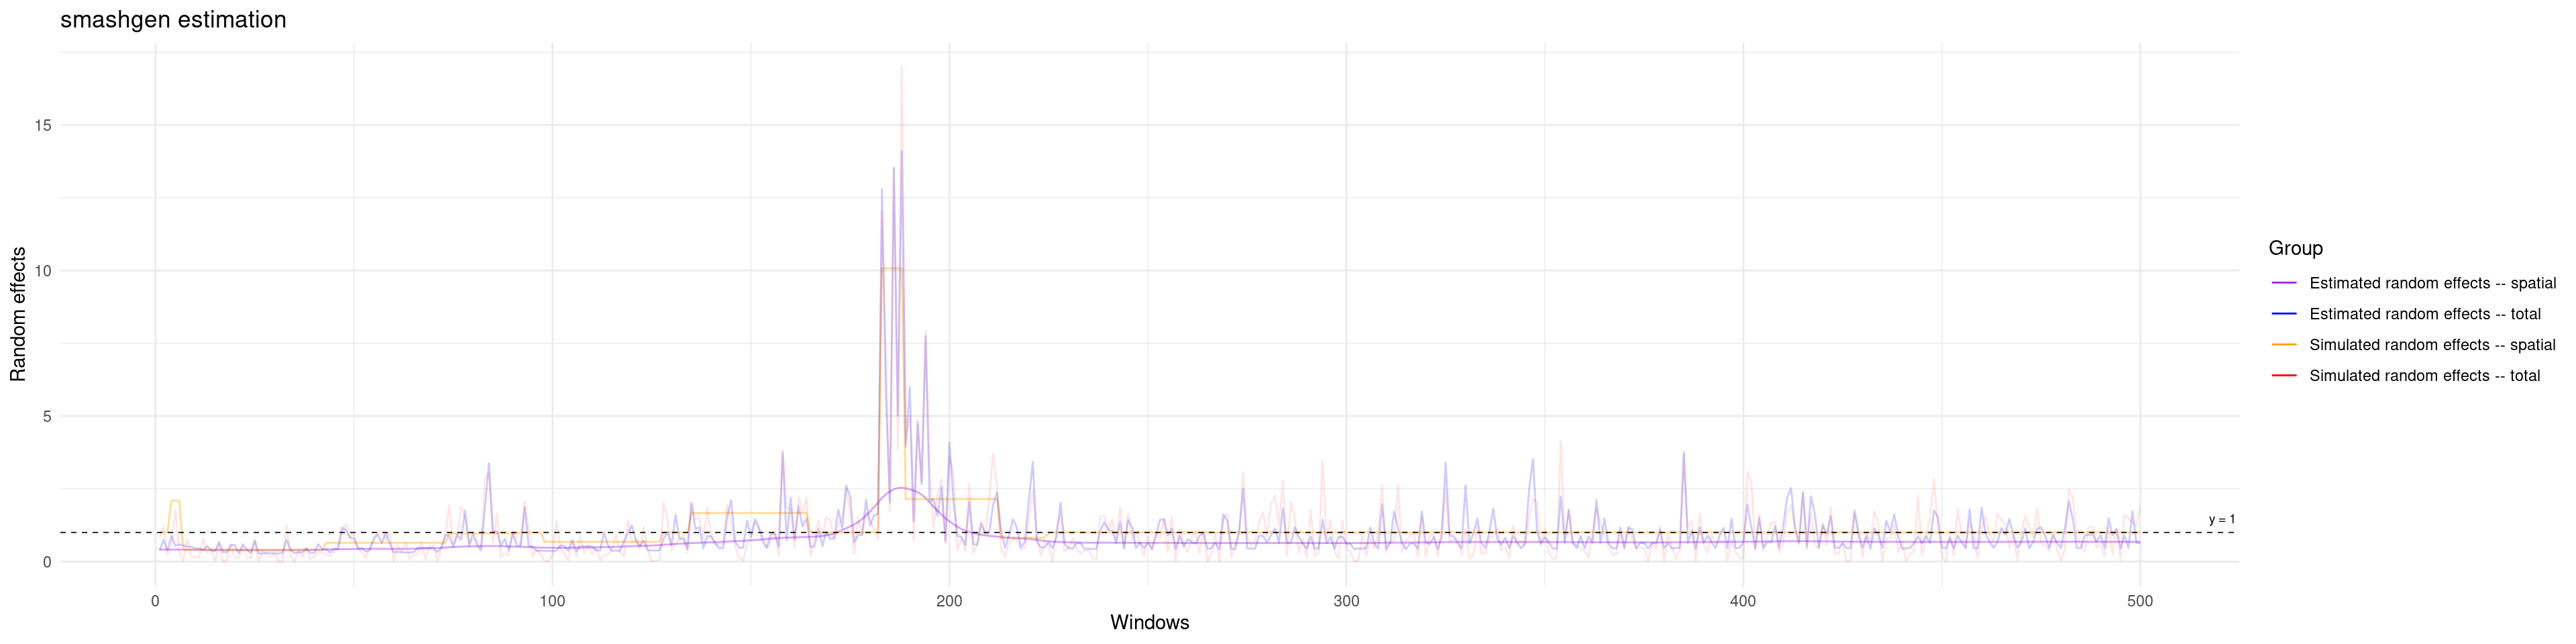 smashgen estimation
Random effects
15
10
5
0
y = 1
0
100
200
300
400
500
Windows
Group
Estimated random effects -- spatial
Estimated random effects -- total
Simulated random effects -- spatial
Simulated random effects -- total